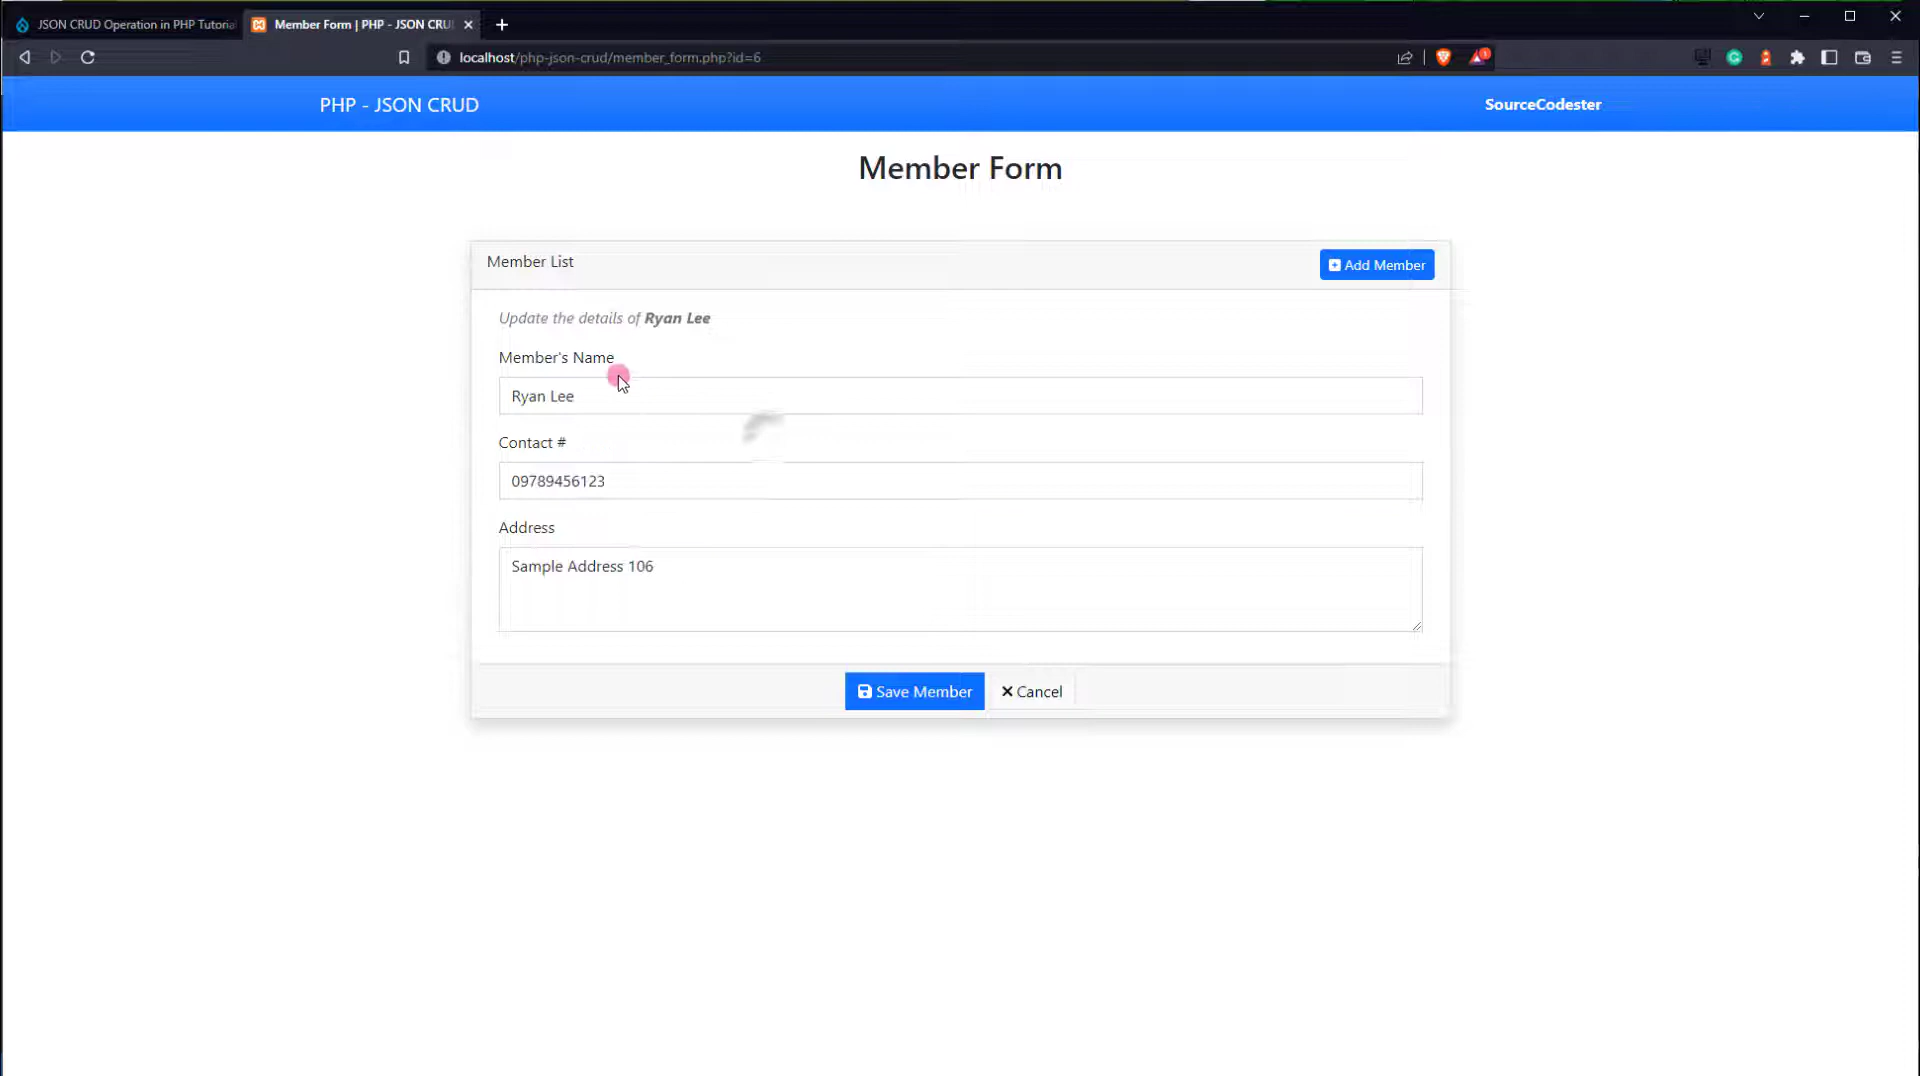 JSON CRUD Operation in PHP Tutoria
Member Form | PHP - JSON CRU
localhost/php-json-crud/member_form.php?id=6
PHP - JSON CRUD
SourceCodester
Member Form
Member List
Add Member
Update the details of Ryan Lee
Member's Name
Ryan Lee
Contact #
09789456123
Address
Sample Address 106
Save Member
Cancel